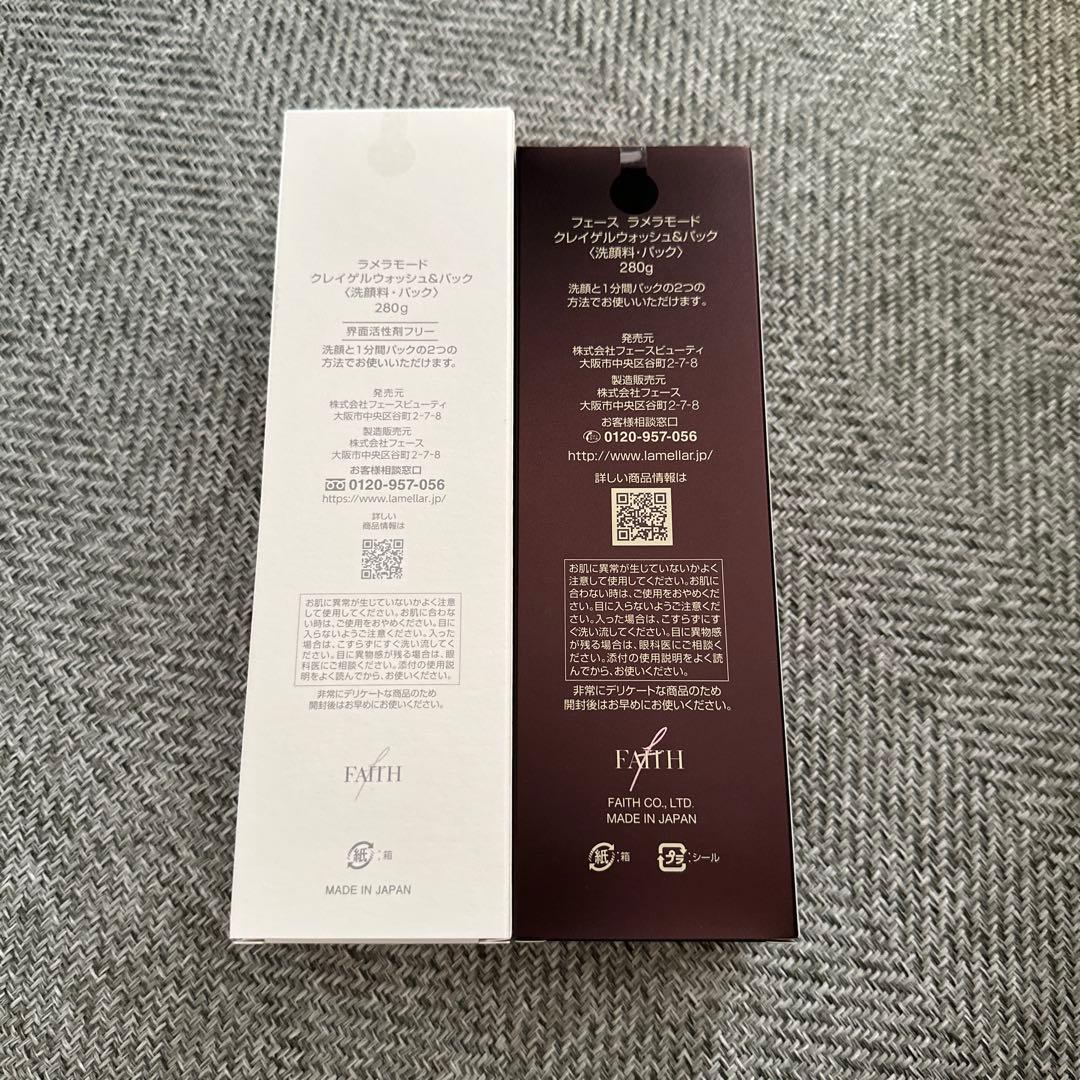 ラメラモード
クレイゲルウォッシュ&パック
〈洗顔料・パック〉
280g
界面活性剤フリー
洗顔と1分間パックの2つの
方法でお使いいただけます。
発売元
株式会社フェースビューティ
大阪市中央区谷町2-7-8
製造販売元
株式会社フェース
大阪市中央区谷町2-7-8
お客様相談窓口
0120-957-056
https://www.lamellar.jp/
詳しい
商品情報は
お肌に異常が生じていないかよく注意
して使用してください。お肌に合わな
い時は、ご使用をおやめください。目に
入らないようご注意ください。入った
場合は、こすらずにすぐ洗い流してく
ださい。目に異物感が残る場合は、眼
科医にご相談ください。添付の使用説
明をよく読んでから、お使いください。
非常にデリケートな商品のため
開封後はお早めにお使いください。
FAITH
紙 : 箱
MADE IN JAPAN
フェース ラメラモード
クレイゲルウォッシュ&パック
〈洗顔料・パック〉
280g
洗顔と1分間パックの2つの
方法でお使いいただけます。
発売元
株式会社フェースビューティ
大阪市中央区谷町2-7-8
製造販売元
株式会社フェース
大阪市中央区谷町2-7-8
お客様相談窓口
0120-957-056
http://www.lamellar.jp/
詳しい商品情報は
お肌に異常が生じていないかよく
注意して使用してください。お肌に
合わない時は、ご使用をおやめくだ
さい。目に入らないようご注意くだ
さい。入った場合は、こすらずにす
ぐ洗い流してください。目に異物感
が残る場合は、眼科医にご相談く
ださい。添付の使用説明をよく読
んでから、お使いください。
非常にデリケートな商品のため
開封後はお早めにお使いください。
FAITH
FAITH CO., LTD.
MADE IN JAPAN
紙 : 箱 プラ : シール